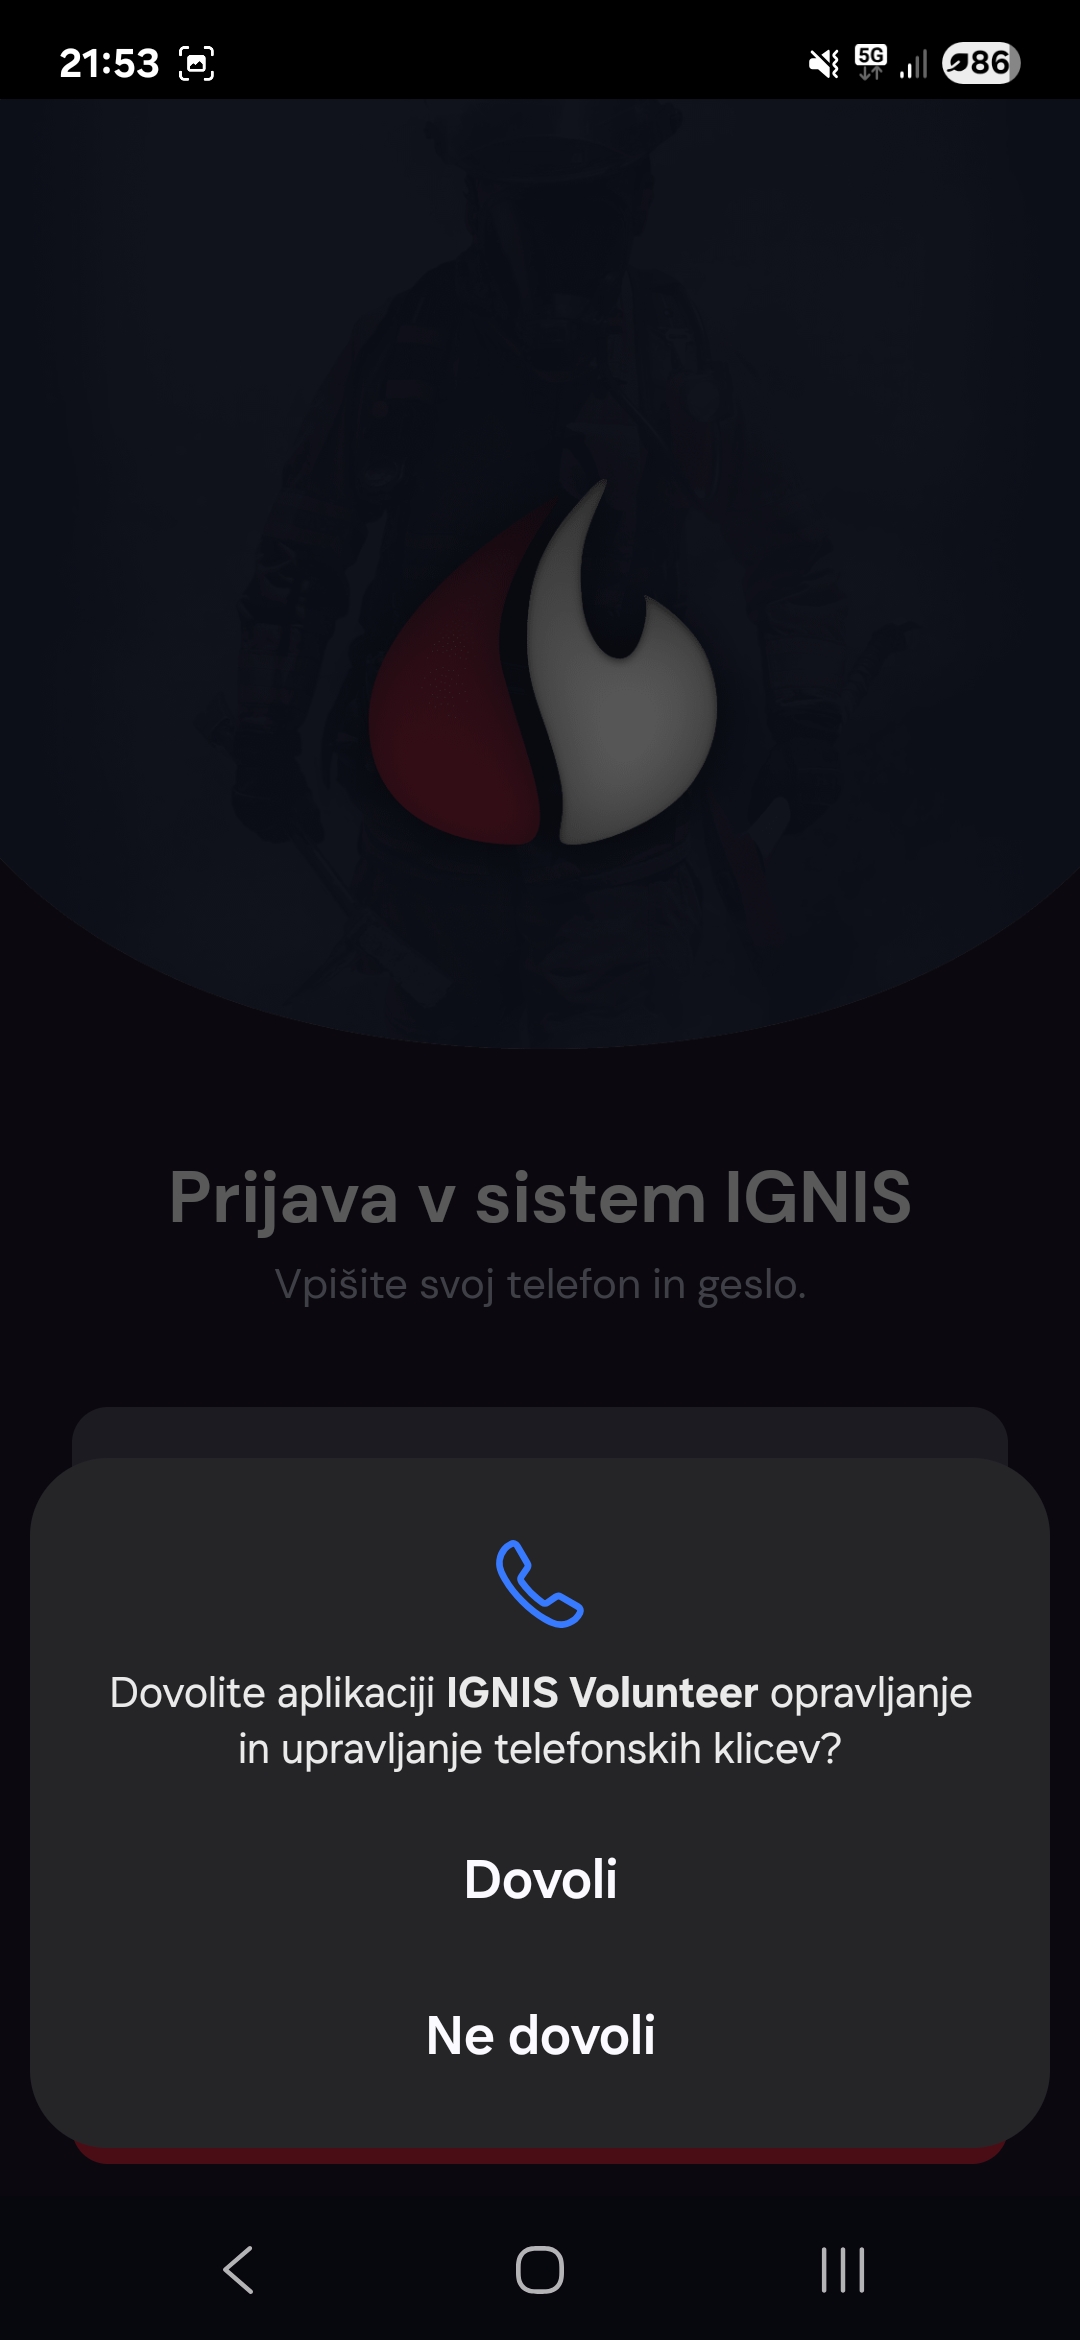 21:53
5G
86
Prijava v sistem IGNIS
Vpišite svoj telefon in geslo.
Dovolite aplikaciji IGNIS Volunteer opravljanje
in upravljanje telefonskih klicev?
Dovoli
Ne dovoli